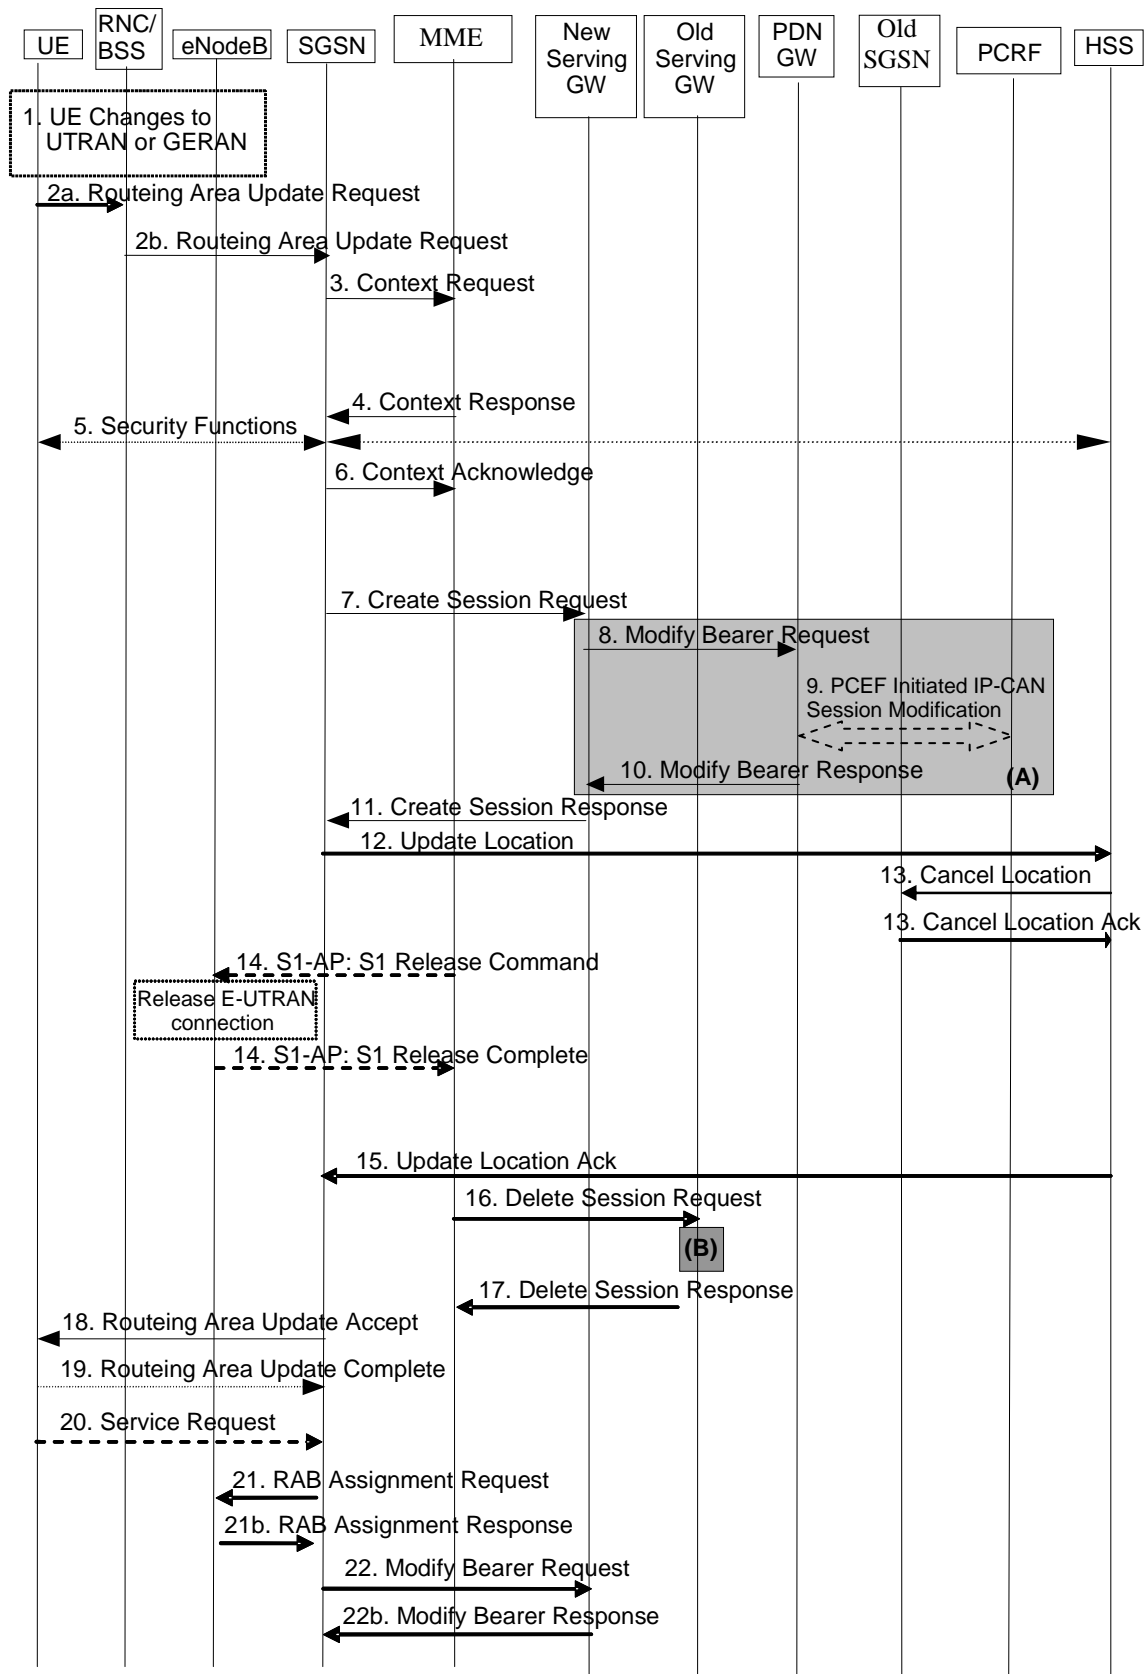 UE
RNC/
BSS
eNodeB
SGSN
MME
New
Serving
GW
Old
Serving
GW
PDN
GW
Old
SGSN
PCRF
HSS
1. UE Changes to
UTRAN or GERAN
2a. Routeing Area Update Request
2b. Routeing Area Update Request
3. Context Request
4. Context Response
5. Security Functions
6. Context Acknowledge
7. Create Session Request
8. Modify Bearer Request
9. PCEF Initiated IP-CAN
Session Modification
10. Modify Bearer Response
(A)
11. Create Session Response
12. Update Location
13. Cancel Location
13. Cancel Location Ack
14. S1-AP: S1 Release Command
Release E-UTRAN
connection
14. S1-AP: S1 Release Complete
15. Update Location Ack
16. Delete Session Request
(B)
17. Delete Session Response
18. Routeing Area Update Accept
19. Routeing Area Update Complete
20. Service Request
21. RAB Assignment Request
21b. RAB Assignment Response
22. Modify Bearer Request
22b. Modify Bearer Response